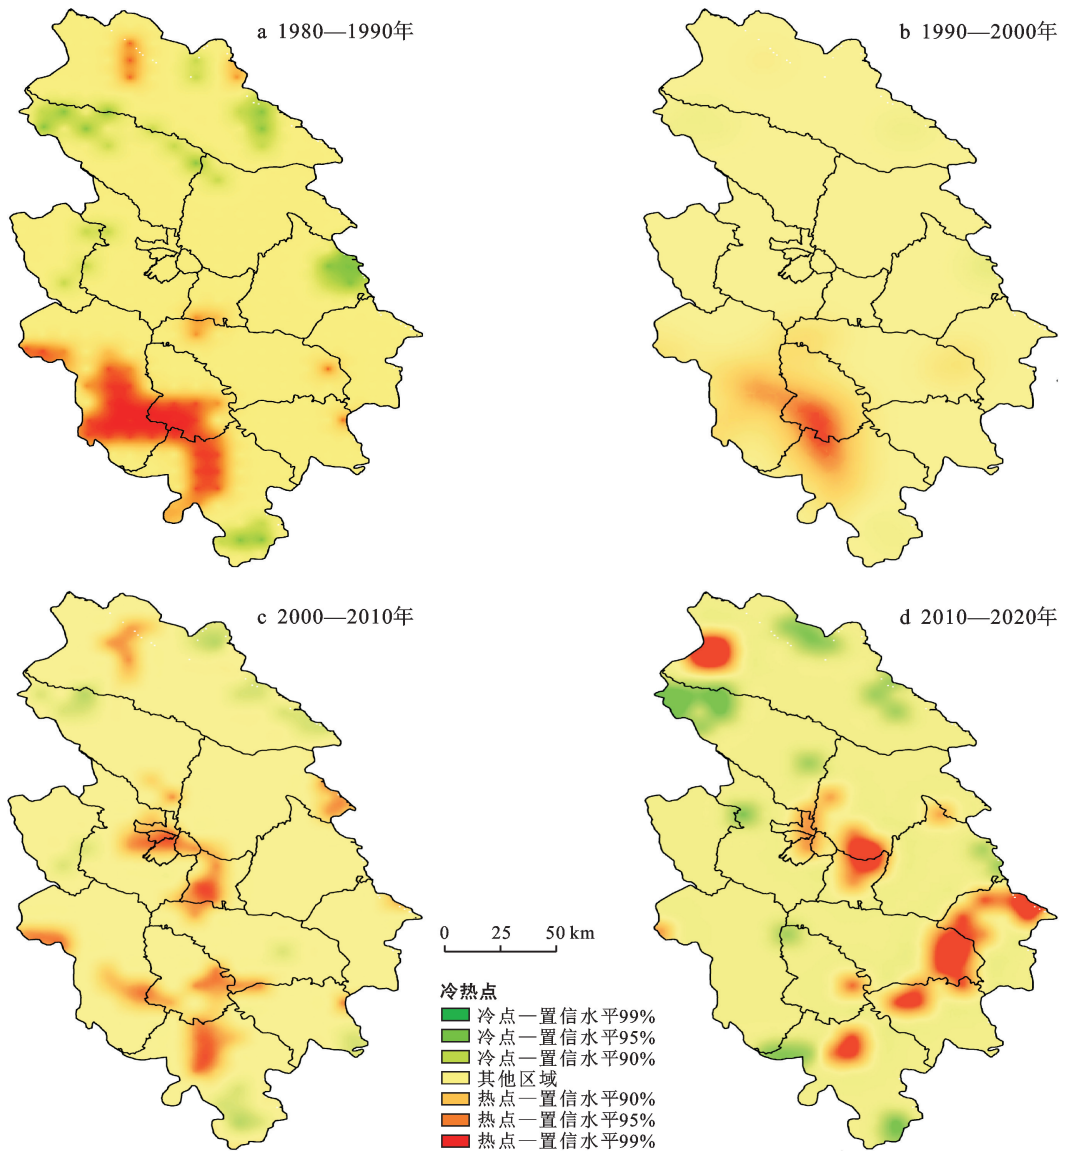 a 1980—1990年
b 1990—2000年
c 2000—2010年
d 2010—2020年
0 25 50 km
冷热点
冷点—置信水平99%
冷点—置信水平95%
冷点—置信水平90%
其他区域
热点—置信水平90%
热点—置信水平95%
热点—置信水平99%